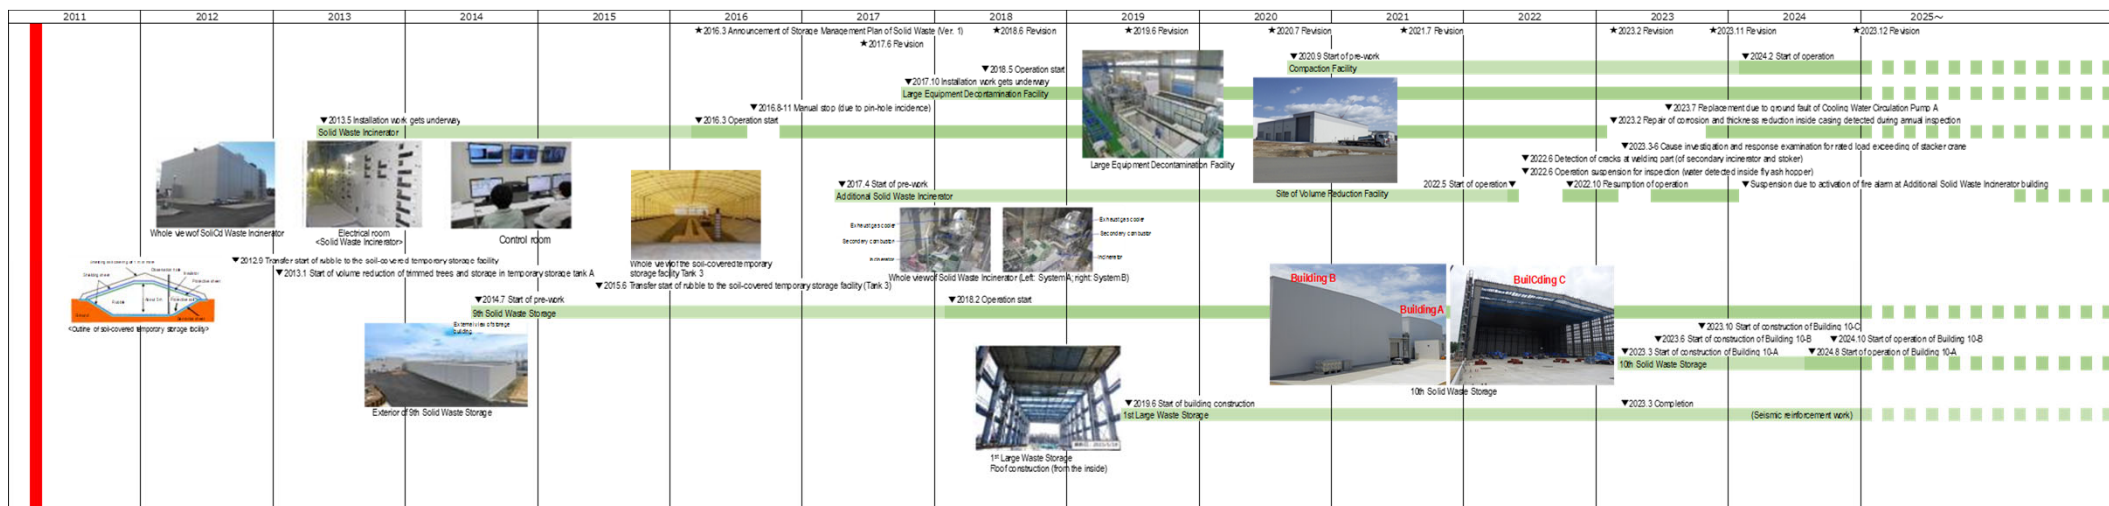 2011 2012 2013 2014 2015 2016 2017 2018 2019 2020 2021 2022 2023 2024 2025～
★2016.3 Announcement of Storage Management Plan of Solid Waste (Ver. 1)
★2018.6 Revision
★2019.6 Revision
★2020.7 Revision
★2021.7 Revision
★2023.2 Revision
★2023.11 Revision
★2023.12 Revision
★2017.6 Revision
▼2020.9 Start of pre-work
▼2024.2 Start of operation
Compaction Facility
▼2018.5 Operation start
▼2017.10 Installation work gets underway
Large Equipment Decontamination Facility
▼2016.8-11 Manual stop (due to pin-hole incidence)
▼2023.7 Replacement due to ground fault of Cooling Water Circulation Pump A
▼2013.5 Installation work gets underway
▼2016.3 Operation start
▼2023.2 Repair of corrosion and thickness reduction inside casing detected during annual inspection
Solid Waste Incinerator
▼2023.3-6 Cause investigation and response examination for rated load exceeding of stacker crane
▼2022.6 Detection of cracks at welding part (of secondary incinerator and stoker)
Large Equipment Decontamination Facility
▼2022.6 Operation suspension for inspection (water detected inside fly ash hopper)
▼2017.4 Start of pre-work
2022.5 Start of operation▼
▼2022.10 Resumption of operation
▼Suspension due to activation of fire alarm at Additional Solid Waste Incinerator building
Additional Solid Waste Incinerator
Site of Volume Reduction Facility
Exhaust gas cooler
Secondary combustor
Incinerator
Exhaust gas cooler
Secondary combustor
Incinerator
Whole view of SoliCd Waste Incinerator
Electrical room
<Solid Waste Incinerator>
Control room
Whole view of the soil-covered temporary
storage facility Tank 3
Whole view of Solid Waste Incinerator (Left: System A; right: System B)
▼2012.9 Transfer start of rubble to the soil-covered temporary storage facility
▼2013.1 Start of volume reduction of trimmed trees and storage in temporary storage tank A
▼2015.6 Transfer start of rubble to the soil-covered temporary storage facility (Tank 3)
Rubble
<Outline of soil-covered temporary storage facility>
▼2014.7 Start of pre-work
▼2018.2 Operation start
9th Solid Waste Storage
External view of storage
building
Exterior of 9th Solid Waste Storage
Building B
Building A
BuilCding C
10th Solid Waste Storage
▼2023.10 Start of construction of Building 10-C
▼2023.6 Start of construction of Building 10-B
▼2024.10 Start of operation of Building 10-B
▼2023.3 Start of construction of Building 10-A
▼2024.8 Start of operation of Building 10-A
10th Solid Waste Storage
▼2019.6 Start of building construction
▼2023.3 Completion
1st Large Waste Storage
(Seismic reinforcement work)
1st Large Waste Storage
Roof construction (from the inside)